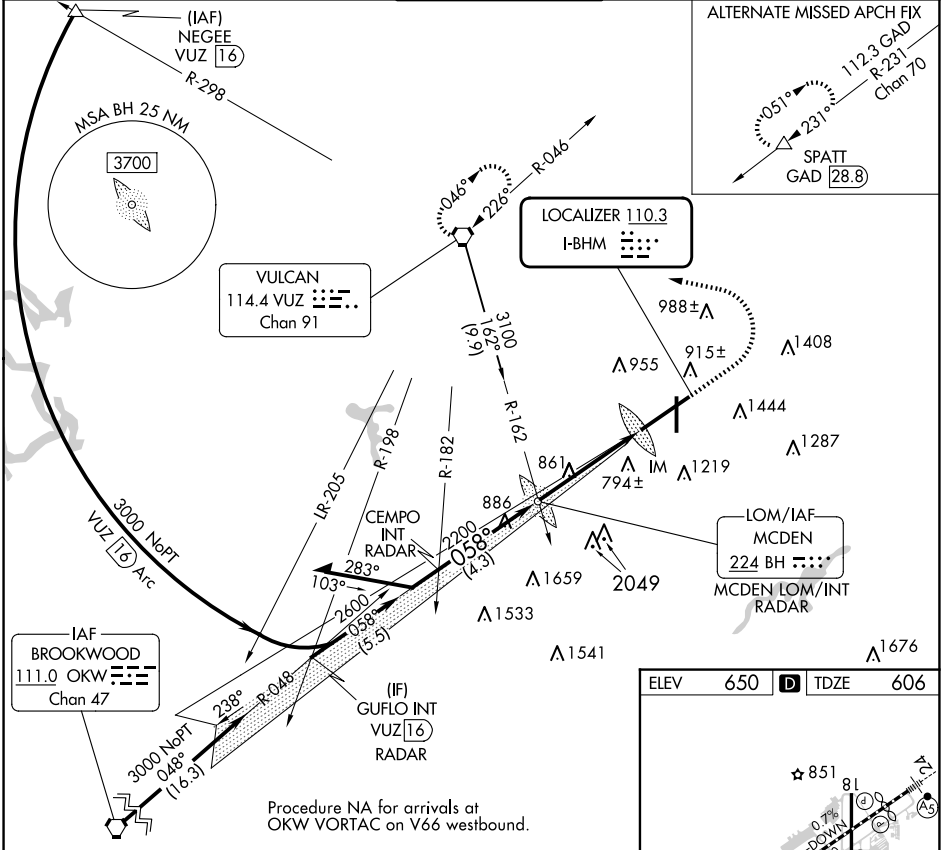 (IAF)
NEGEE
VUZ 16
R-298
MSA BH 25 NM
3700
ALTERNATE MISSED APCH FIX
112.3 GAD
R-231
Chan 70
051°
231°
SPATT
GAD 28.8
R-046
046°
226°
LOCALIZER 110.3
I-BHM
VULCAN
114.4 VUZ
Chan 91
3100
162°
(9.9)
R-162
988±
955
915±
1408
1444
1287
1219
IM
794±
861
886
LR-205
R-198
R-182
CEMPO
INT
RADAR
2200
058°
(4.3)
283°
103°
2600
058°
(5.5)
3000 NoPT
VUZ 16 Arc
1659
2049
1533
1541
1676
LOM/IAF
MCDEN
224 BH
MCDEN LOM/INT
RADAR
IAF
BROOKWOOD
111.0 OKW
Chan 47
238°
R-048
3000 NoPT
048°
(16.3)
(IF)
GUFLO INT
VUZ 16
RADAR
Procedure NA for arrivals at
OKW VORTAC on V66 westbound.
ELEV 650 D TDZE 606
851
18
24
0.7%
-DOWN
P
P
A5